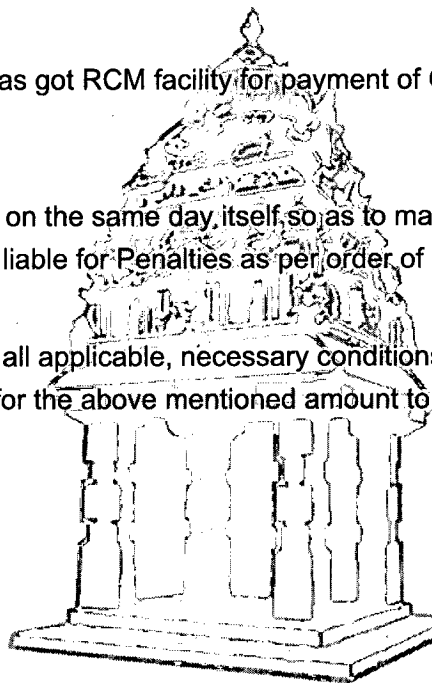 as got RCM facility for payment of
on the same day itself so as to ma
liable for Penalties as per order of
all applicable, necessary conditions
for the above mentioned amount to